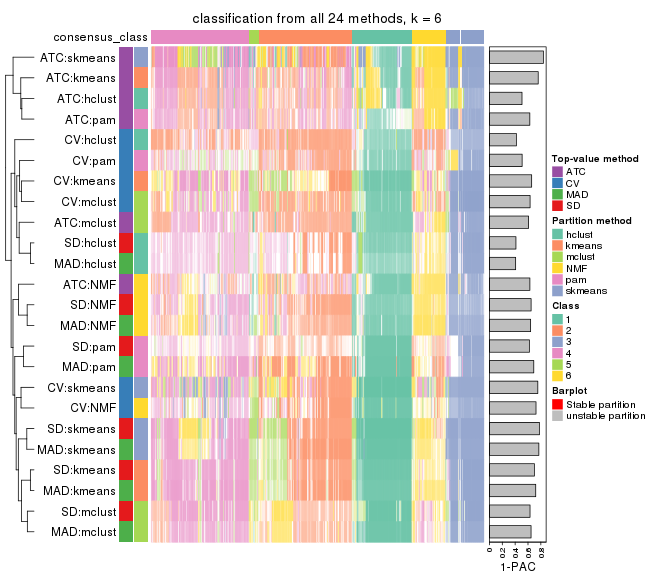 classification from all 24 methods, k = 6
consensus_class
ATC:skmeans
ATC:kmeans
ATC:hclust
ATC:pam
CV:hclust
CV:pam
CV:kmeans
CV:mclust
ATC:mclust
SD:hclust
MAD:hclust
ATC:NMF
SD:NMF
MAD:NMF
SD:pam
MAD:pam
CV:skmeans
CV:NMF
SD:skmeans
MAD:skmeans
SD:kmeans
MAD:kmeans
SD:mclust
MAD:mclust
0 0.2 0.4 0.6 0.8
1-PAC
Top-value method
ATC
CV
MAD
SD
Partition method
hclust
kmeans
mclust
NMF
pam
skmeans
Class
1
2
3
4
5
6
Barplot
Stable partition
unstable partition